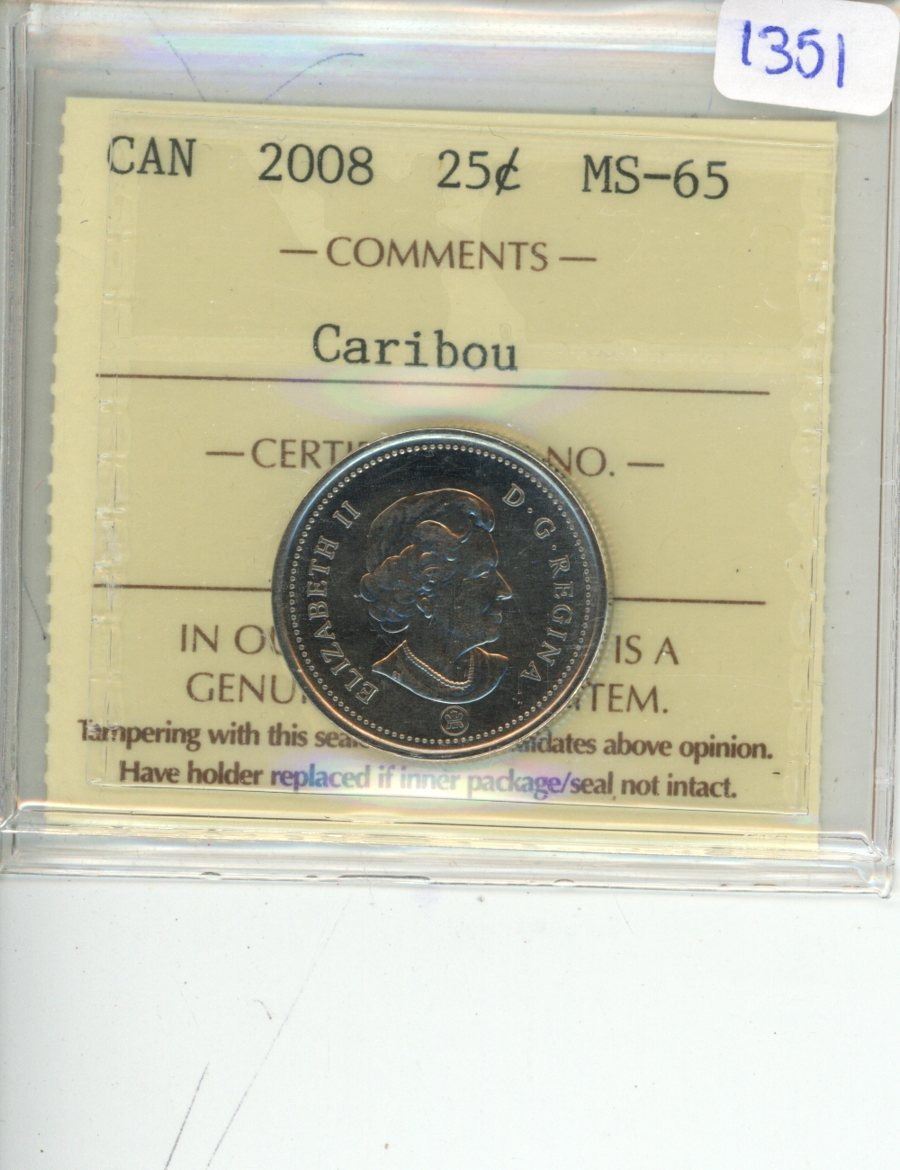 1351
CAN 2008 25¢ MS-65
— COMMENTS —
Caribou
— CERTI NO. —
ELIZABETH II D·G·REGINA
IN OU IS A
GENU ITEM.
Tampering with this sea idates above opinion.
Have holder replaced if inner package/seal not intact.